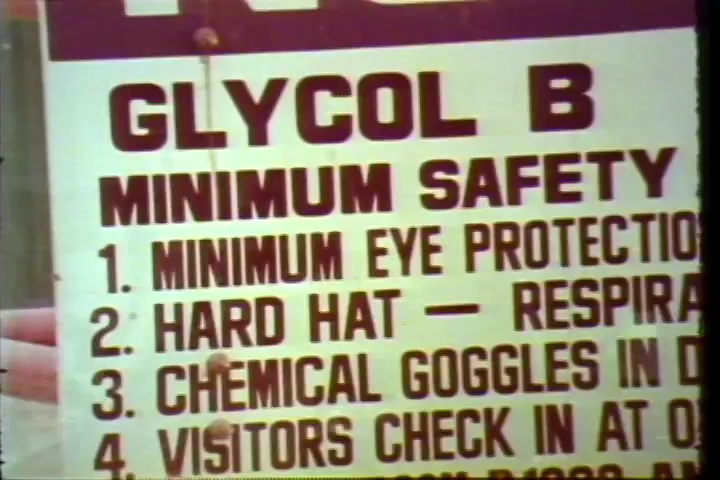 GLYCOL B
MINIMUM SAFETY
1. MINIMUM EYE PROTECTIO
2. HARD HAT — RESPIRA
3. CHEMICAL GOGGLES IN D
4. VISITORS CHECK IN AT O